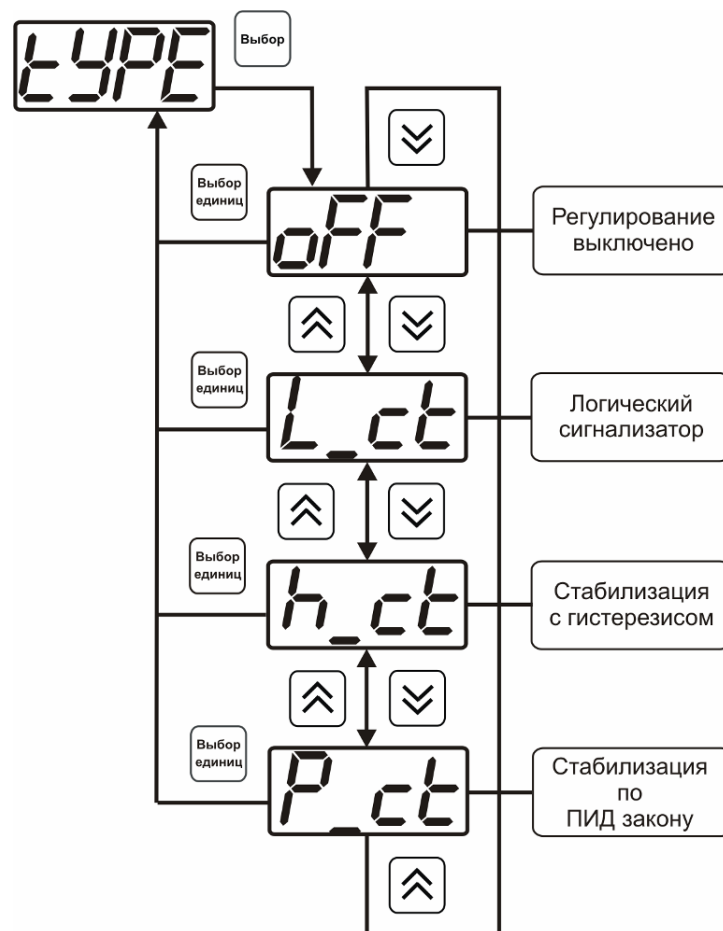 tYPE
Выбор
Выбор
единиц
oFF
Регулирование
выключено
Выбор
единиц
L_ct
Логический
сигнализатор
Выбор
единиц
h_ct
Стабилизация
с гистерезисом
Выбор
единиц
P_ct
Стабилизация
по
ПИД закону